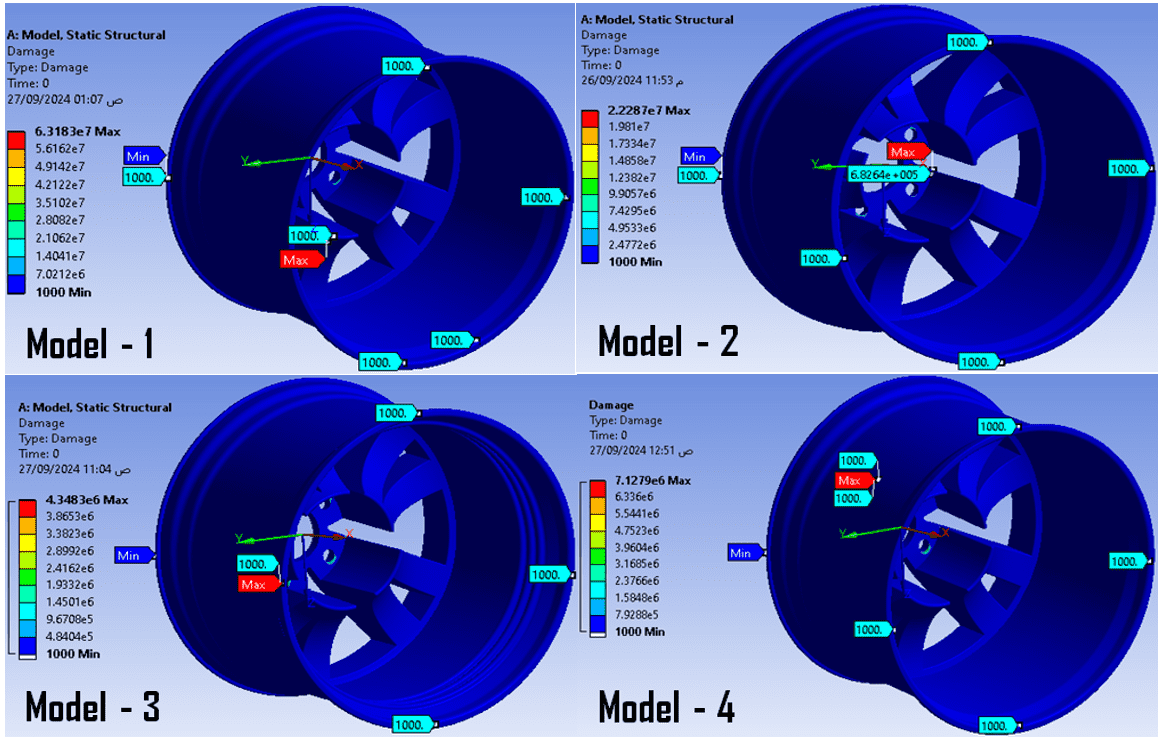 A: Model, Static Structural
Damage
Type: Damage
Time: 0
27/09/2024 01:07 ص
6.3183e7 Max
5.6162e7
4.9142e7
4.2122e7
3.5102e7
2.8082e7
2.1062e7
1.4041e7
7.0212e6
1000 Min
Min
1000.
1000.
1000.
1000.
Max
1000.
1000.
Y
X
Model - 1
A: Model, Static Structural
Damage
Type: Damage
Time: 0
26/09/2024 11:53 م
2.2287e7 Max
1.981e7
1.7334e7
1.4858e7
1.2382e7
9.9057e6
7.4295e6
4.9533e6
2.4772e6
1000 Min
Min
1000.
1000.
Max
6.8264e+005
1000.
1000.
1000.
Y
Model - 2
A: Model, Static Structural
Damage
Type: Damage
Time: 0
27/09/2024 11:04 ص
4.3483e6 Max
3.8653e6
3.3823e6
2.8992e6
2.4162e6
1.9332e6
1.4501e6
9.6708e5
4.8404e5
1000 Min
Min
1000.
1000.
Max
1000.
1000.
Y
X
Model - 3
Damage
Type: Damage
Time: 0
27/09/2024 12:51 ص
7.1279e6 Max
6.336e6
5.5441e6
4.7523e6
3.9604e6
3.1685e6
2.3766e6
1.5848e6
7.9288e5
1000 Min
Min
1000.
1000.
Max
1000.
1000.
1000.
1000.
Y
X
Model - 4